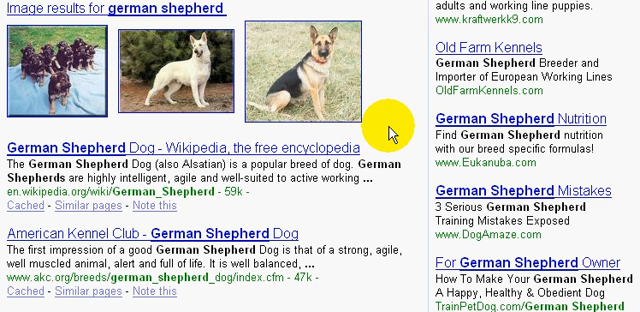 Image results for german shepherd
German Shepherd Dog - Wikipedia, the free encyclopedia
The German Shepherd Dog (also Alsatian) is a popular breed of dog. German
Shepherds are highly intelligent, agile and well-suited to active working ...
en.wikipedia.org/wiki/German_Shepherd - 59k -
Cached - Similar pages - Note this
American Kennel Club - German Shepherd Dog
The first impression of a good German Shepherd Dog is that of a strong, agile,
well muscled animal, alert and full of life. It is well balanced, ...
www.akc.org/breeds/german_shepherd_dog/index.cfm - 47k -
Cached - Similar pages - Note this
adults and working line puppies.
www.kraftwerkk9.com
Old Farm Kennels
German Shepherd Breeder and
Importer of European Working Lines
OldFarmKennels.com
German Shepherd Nutrition
Find German Shepherd nutrition
with our breed specific formulas!
www.Eukanuba.com
German Shepherd Mistakes
3 Serious German Shepherd
Training Mistakes Exposed
www.DogAmaze.com
For German Shepherd Owner
How To Make Your German Shepherd
A Happy, Healthy & Obedient Dog
TrainPetDog.com/German Shepherd